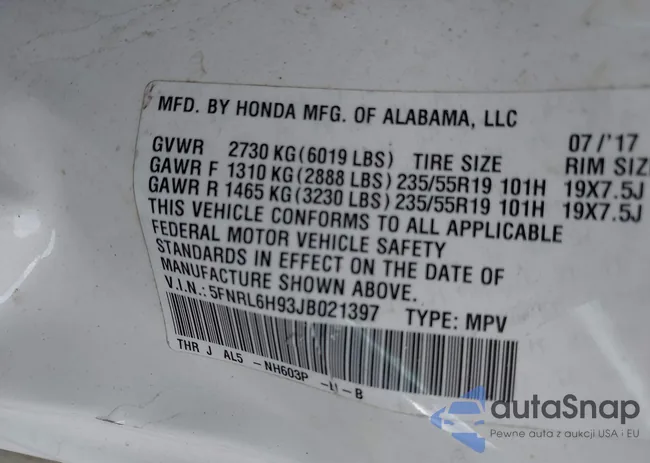 MFD. BY HONDA MFG. OF ALABAMA, LLC 07/'17
GVWR 2730 KG(6019 LBS) TIRE SIZE RIM SIZE
GAWR F 1310 KG(2888 LBS) 235/55R19 101H 19X7.5J
GAWR R 1465 KG(3230 LBS) 235/55R19 101H 19X7.5J
THIS VEHICLE CONFORMS TO ALL APPLICABLE
FEDERAL MOTOR VEHICLE SAFETY
STANDARDS IN EFFECT ON THE DATE OF
MANUFACTURE SHOWN ABOVE.
V.I.N.: 5FNRL6H93JB021397 TYPE: MPV
THR J AL5 -NH603P -U-B
autaSnap
Pewne auta z aukcji USA i EU